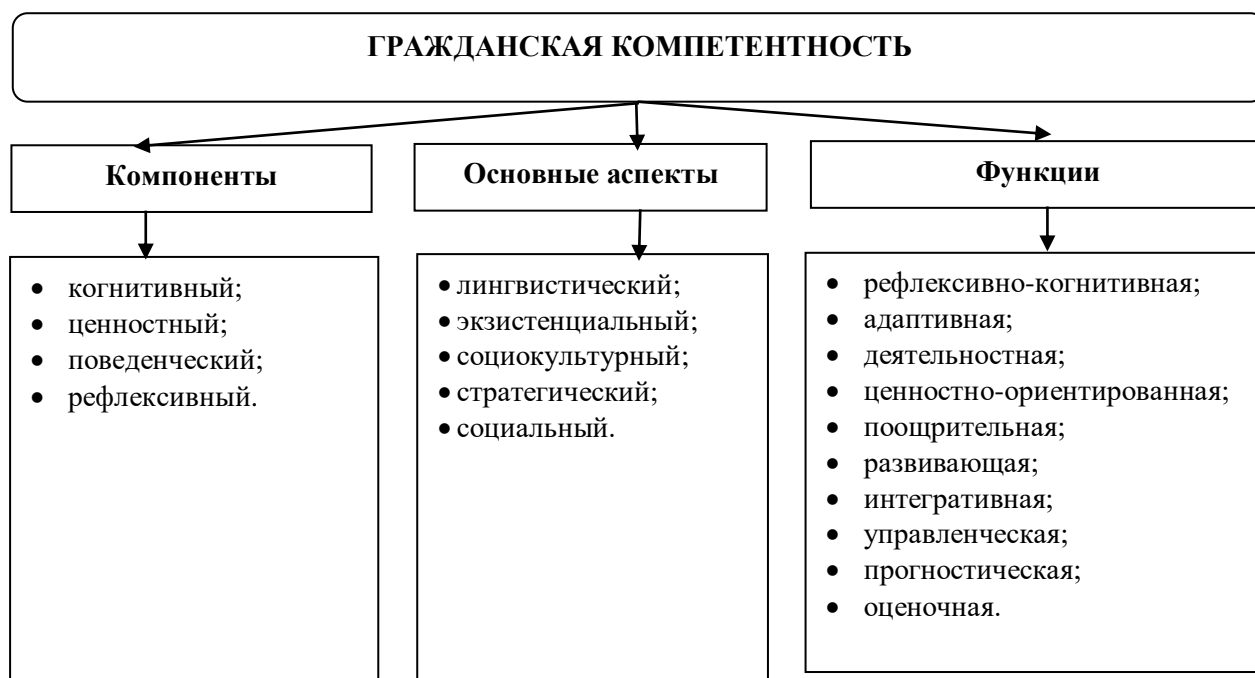 ГРАЖДАНСКАЯ КОМПЕТЕНТНОСТЬ
Компоненты
• когнитивный;
• ценностный;
• поведенческий;
• рефлексивный.
Основные аспекты
• лингвистический;
• экзистенциальный;
• социокультурный;
• стратегический;
• социальный.
Функции
• рефлексивно-когнитивная;
• адаптивная;
• деятельностная;
• ценностно-ориентированная;
• поощрительная;
• развивающая;
• интегративная;
• управленческая;
• прогностическая;
• оценочная.